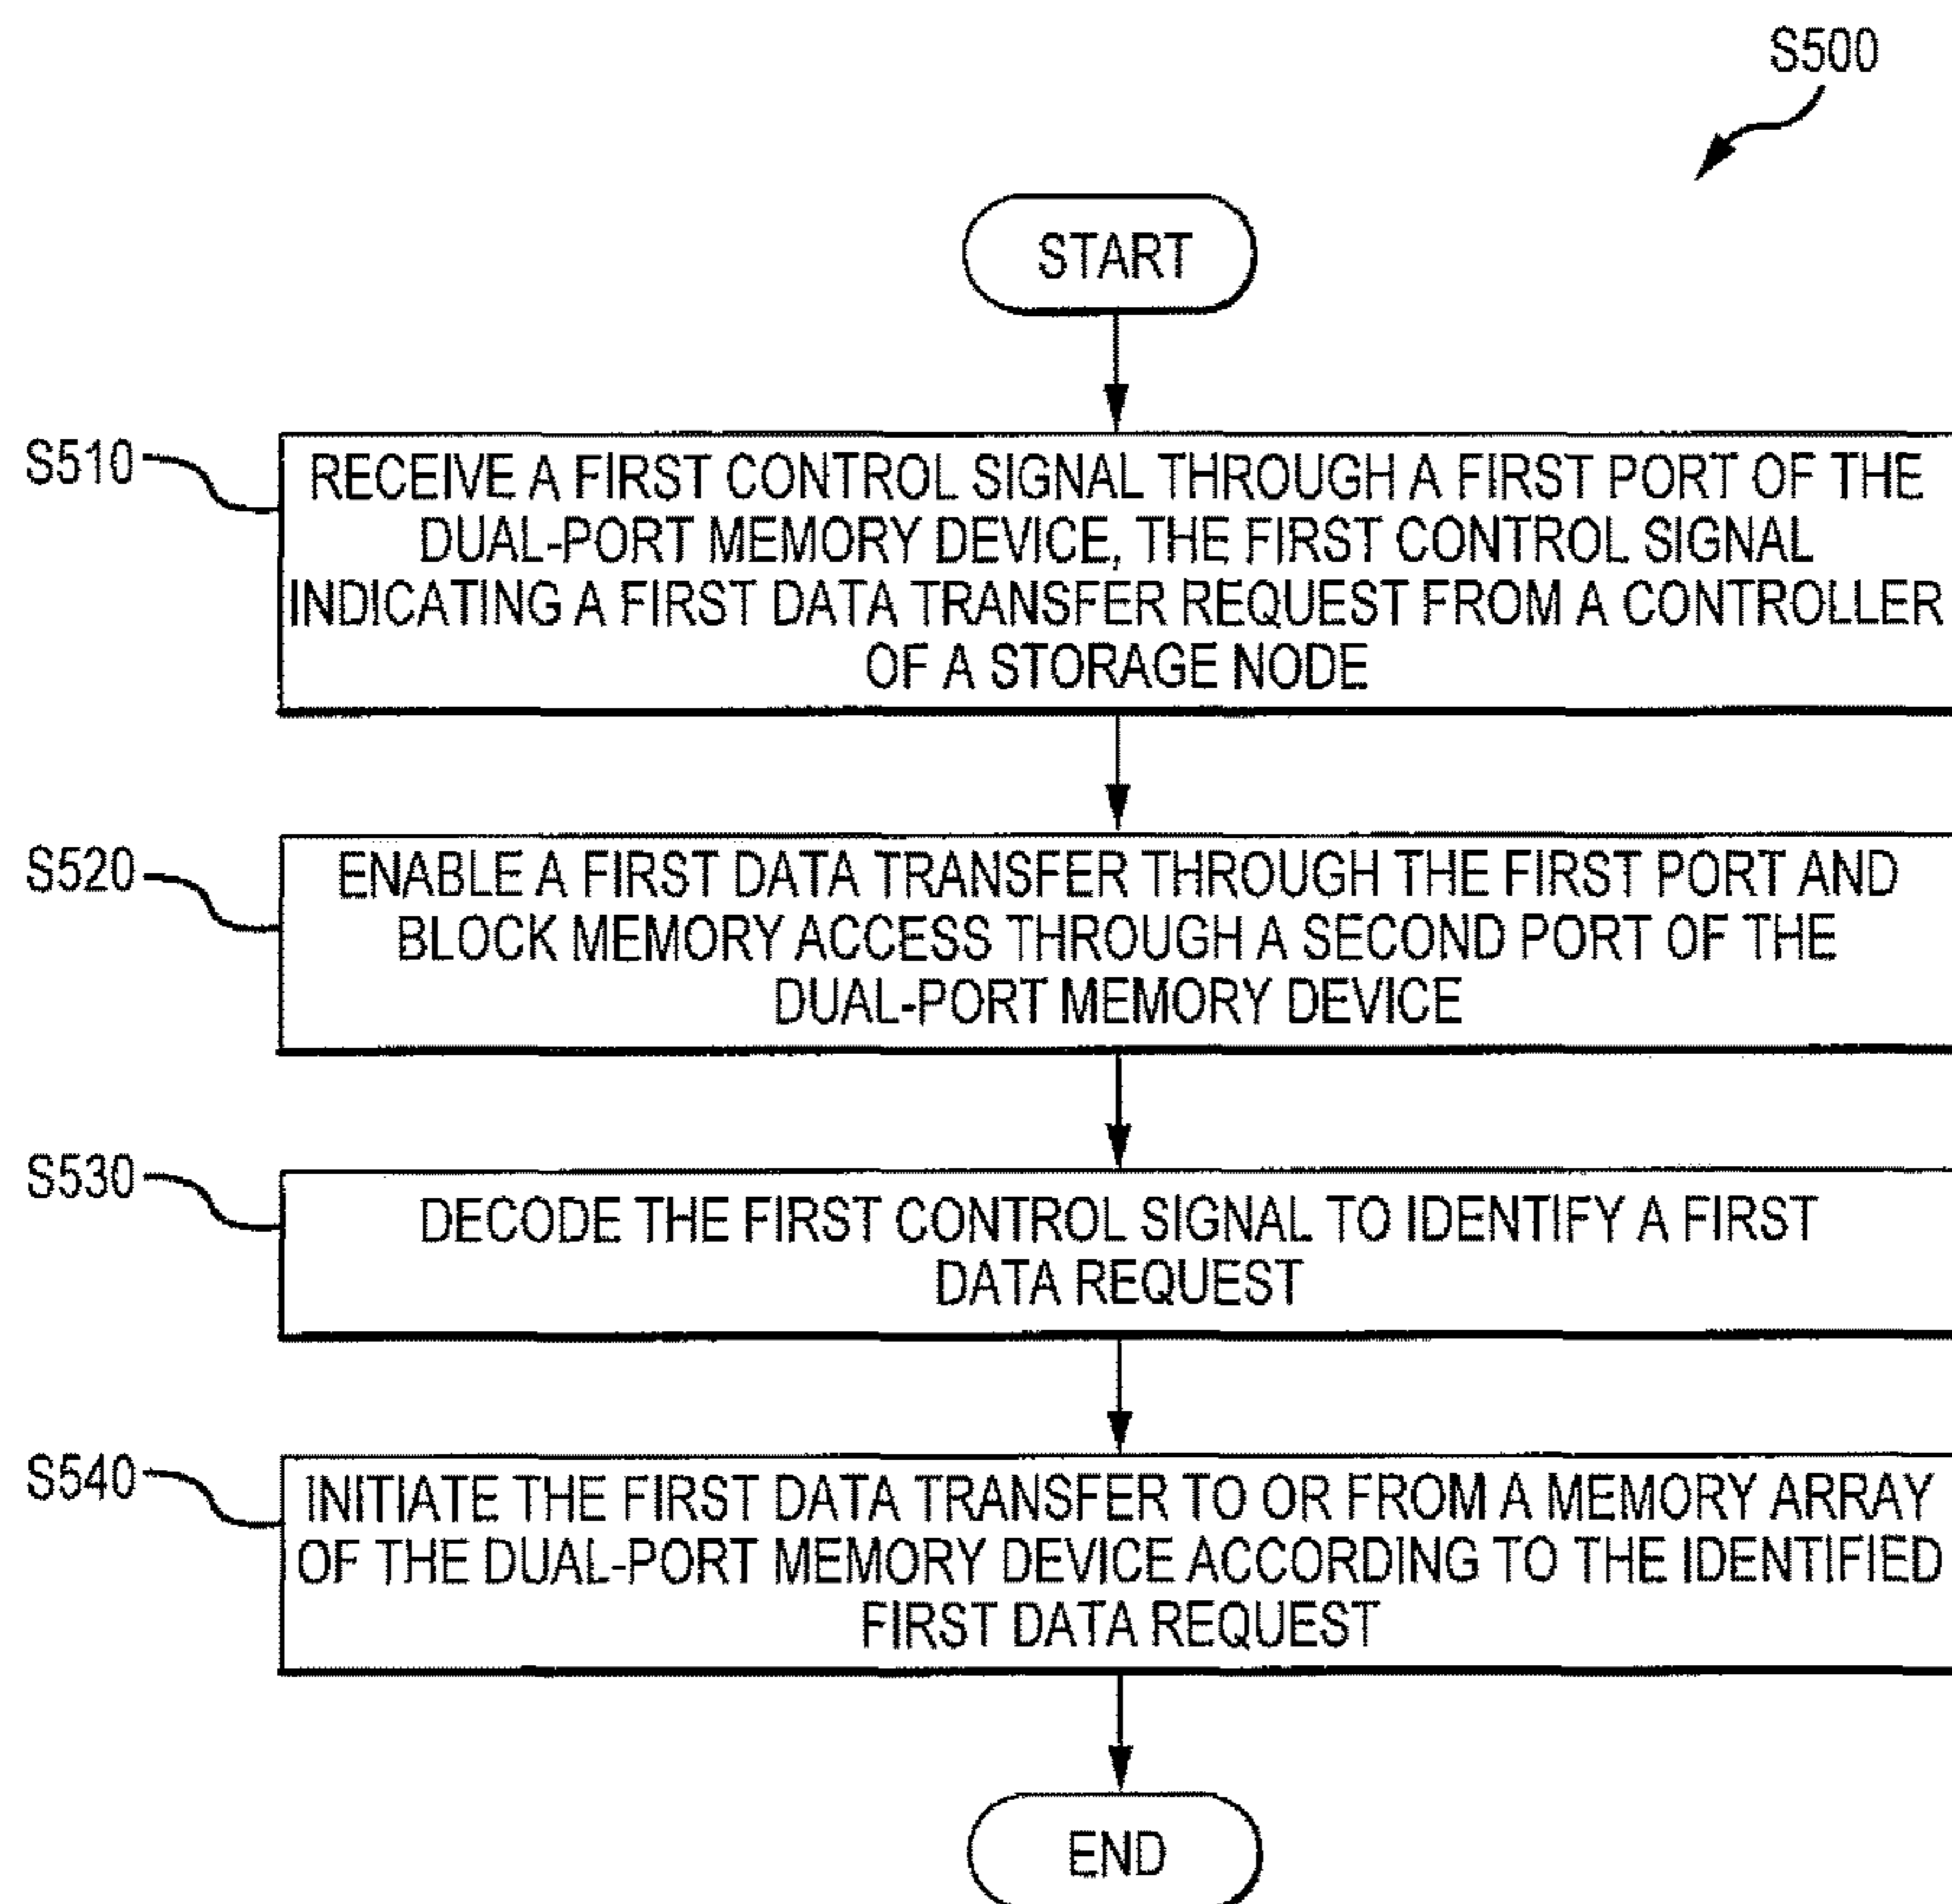 S500
START
S510
RECEIVE A FIRST CONTROL SIGNAL THROUGH A FIRST PORT OF THE
DUAL-PORT MEMORY DEVICE, THE FIRST CONTROL SIGNAL
INDICATING A FIRST DATA TRANSFER REQUEST FROM A CONTROLLER
OF A STORAGE NODE
S520
ENABLE A FIRST DATA TRANSFER THROUGH THE FIRST PORT AND
BLOCK MEMORY ACCESS THROUGH A SECOND PORT OF THE
DUAL-PORT MEMORY DEVICE
S530
DECODE THE FIRST CONTROL SIGNAL TO IDENTIFY A FIRST
DATA REQUEST
S540
INITIATE THE FIRST DATA TRANSFER TO OR FROM A MEMORY ARRAY
OF THE DUAL-PORT MEMORY DEVICE ACCORDING TO THE IDENTIFIED
FIRST DATA REQUEST
END